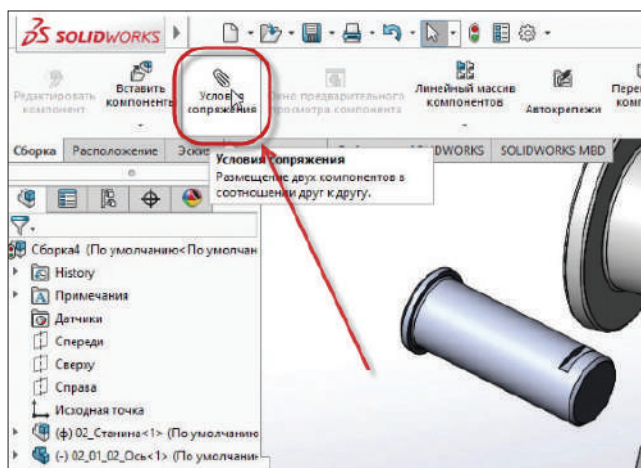 SOLIDWORKS
Редактировать компонент
Вставить компоненты
Условия сопряжения
Окно предварительного просмотра компонента
Линейный массив компонентов
Автокрепежи
Сборка
Расположение
Эскиз
SOLIDWORKS
SOLIDWORKS MBD
Условия сопряжения
Размещение двух компонентов в
соотношении друг к другу.
Сборка4 (По умолчанию<По умолчан
History
Примечания
Датчики
Спереди
Сверху
Справа
Исходная точка
(ф) 02_Станина<1> (По умолчанию
(-) 02_01_02_Ось<1> (По умолчани